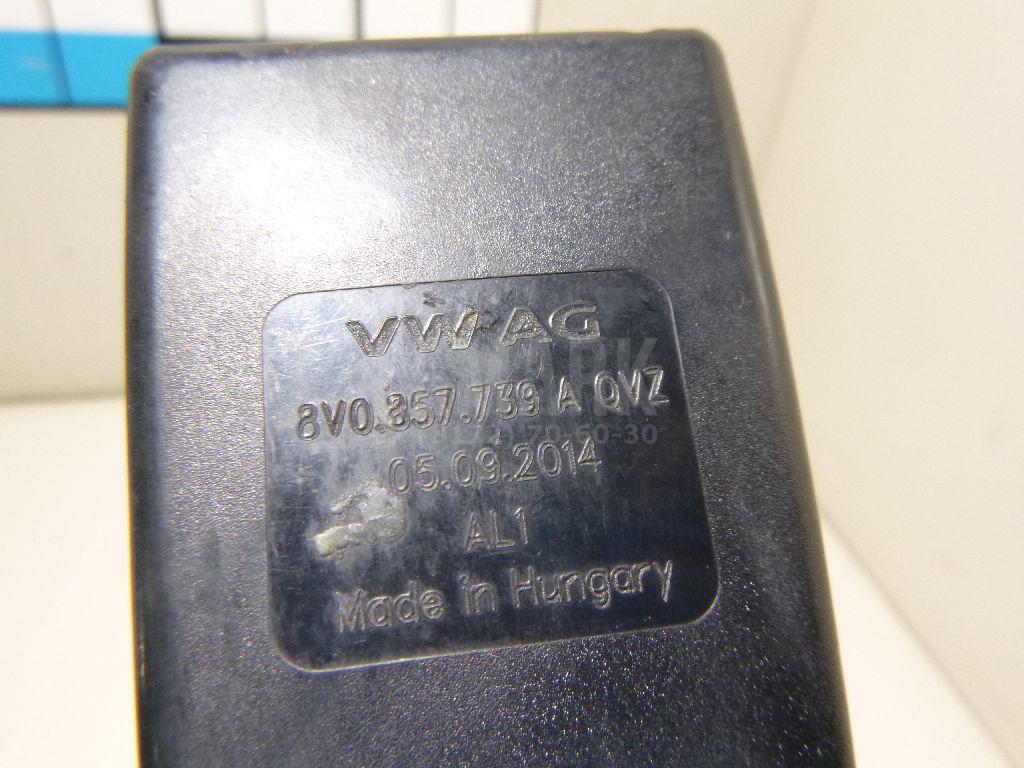 VW AG
8V0.857.739 A QVZ
05.09.2014
AL1
Made in Hungary